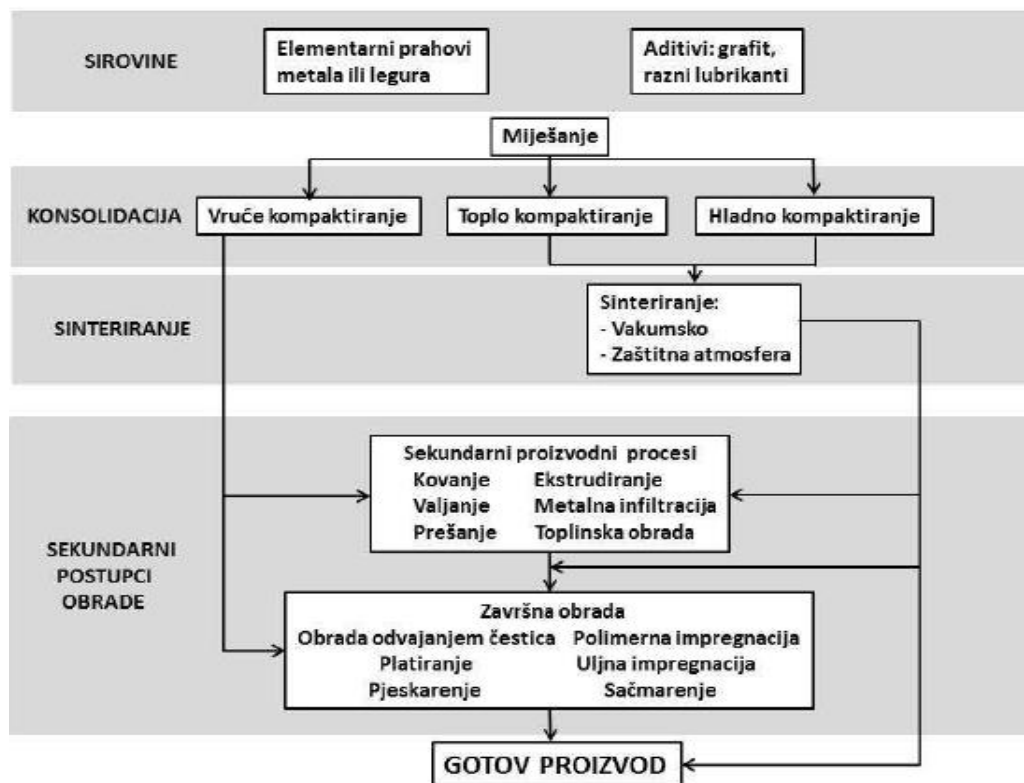 SIROVINE
Elementarni prahovi
metala ili legura
Aditivi: grafit,
razni lubrikanti
Miješanje
KONSOLIDACIJA
Vruće kompaktiranje
Toplo kompaktiranje
Hladno kompaktiranje
SINTERIRANJE
Sinteriranje:
- Vakumsko
- Zaštitna atmosfera
SEKUNDARNI
POSTUPCI
OBRADE
Sekundarni proizvodni procesi
Kovanje Ekstrudiranje
Valjanje Metalna infiltracija
Prešanje Toplinska obrada
Završna obrada
Obrada odvajanjem čestica Polimerna impregnacija
Platiranje Uljna impregnacija
Pjeskarenje Sačmarenje
GOTOV PROIZVOD